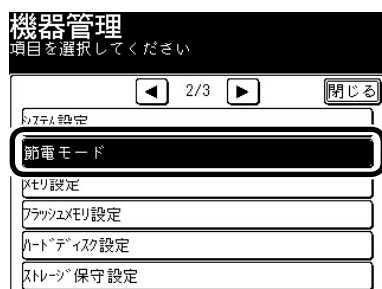 機器管理
項目を選択してください
2/3
閉じる
ｼｽﾃﾑ設定
節電モード
ﾒﾓﾘ設定
ﾌﾗｯｼｭﾒﾓﾘ設定
ﾊｰﾄﾞﾃﾞｨｽｸ設定
ｽﾄﾚｰｼﾞ保守設定